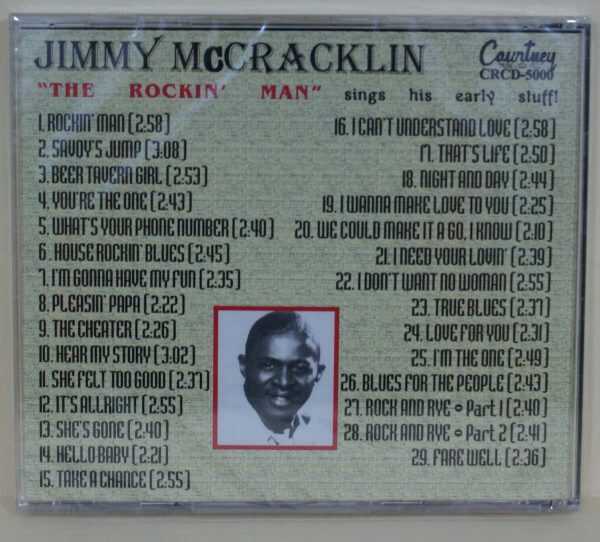 JIMMY McCRACKLIN
Courtney
CRCD-5000
"THE ROCKIN' MAN" sings his early stuff!
1. ROCKIN' MAN (2:58)
2. SAVOY'S JUMP (3:08)
3. BEER TAVERN GIRL (2:53)
4. YOU'RE THE ONE (2:43)
5. WHAT'S YOUR PHONE NUMBER (2:40)
6. HOUSE ROCKIN' BLUES (2:45)
7. I'M GONNA HAVE MY FUN (2:35)
8. PLEASIN' PAPA (2:22)
9. THE CHEATER (2:26)
10. HEAR MY STORY (3:02)
11. SHE FELT TOO GOOD (2:37)
12. IT'S ALLRIGHT (2:55)
13. SHE'S GONE (2:40)
14. HELLO BABY (2:21)
15. TAKE A CHANCE (2:55)
16. I CAN'T UNDERSTAND LOVE (2:58)
17. THAT'S LIFE (2:50)
18. NIGHT AND DAY (2:44)
19. I WANNA MAKE LOVE TO YOU (2:25)
20. WE COULD MAKE IT A GO, I KNOW (2:10)
21. I NEED YOUR LOVIN' (2:39)
22. I DON'T WANT NO WOMAN (2:55)
23. TRUE BLUES (2:37)
24. LOVE FOR YOU (2:31)
25. I'M THE ONE (2:49)
26. BLUES FOR THE PEOPLE (2:43)
27. ROCK AND RYE • Part 1 (2:40)
28. ROCK AND RYE • Part 2 (2:41)
29. FARE WELL (2:36)